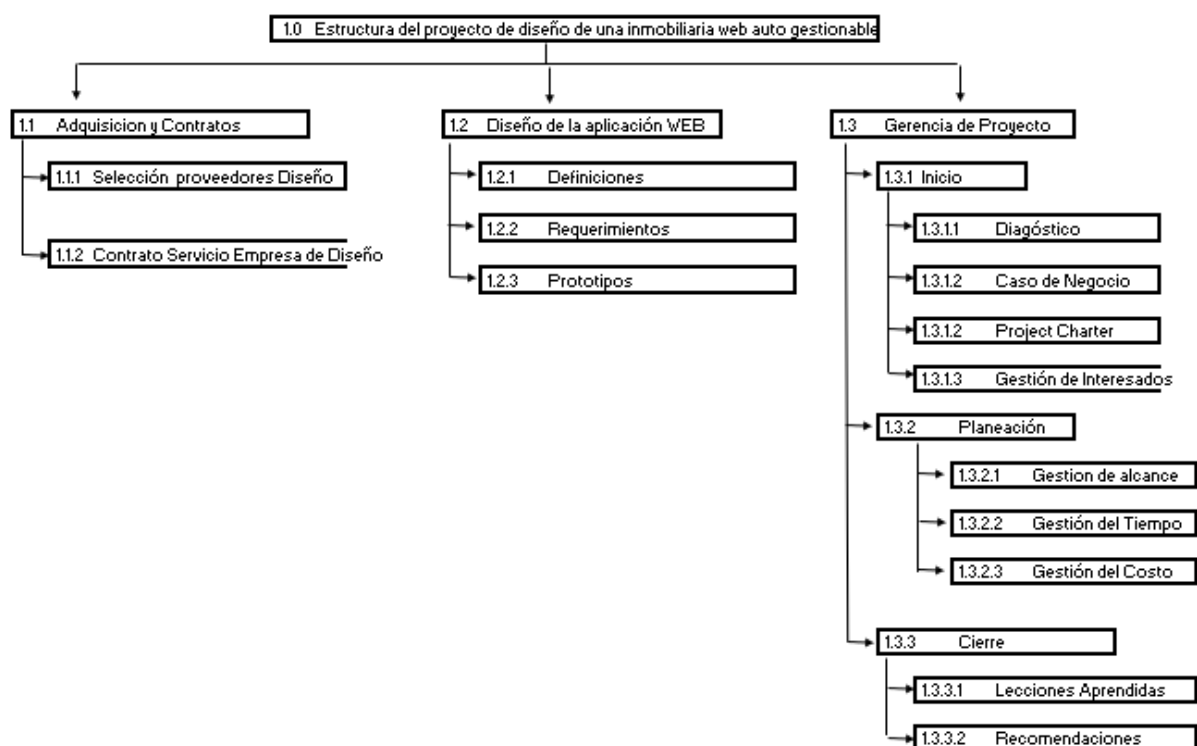 1.0 Estructura del proyecto de diseño de una inmobiliaria web auto gestionable
1.1 Adquisicion y Contratos
1.1.1 Selección proveedores Diseño
1.1.2 Contrato Servicio Empresa de Diseño
1.2 Diseño de la aplicación WEB
1.2.1 Definiciones
1.2.2 Requerimientos
1.2.3 Prototipos
1.3 Gerencia de Proyecto
1.3.1 Inicio
1.3.1.1 Diagóstico
1.3.1.2 Caso de Negocio
1.3.1.2 Project Charter
1.3.1.3 Gestión de Interesados
1.3.2 Planeación
1.3.2.1 Gestion de alcance
1.3.2.2 Gestión del Tiempo
1.3.2.3 Gestión del Costo
1.3.3 Cierre
1.3.3.1 Lecciones Aprendidas
1.3.3.2 Recomendaciones